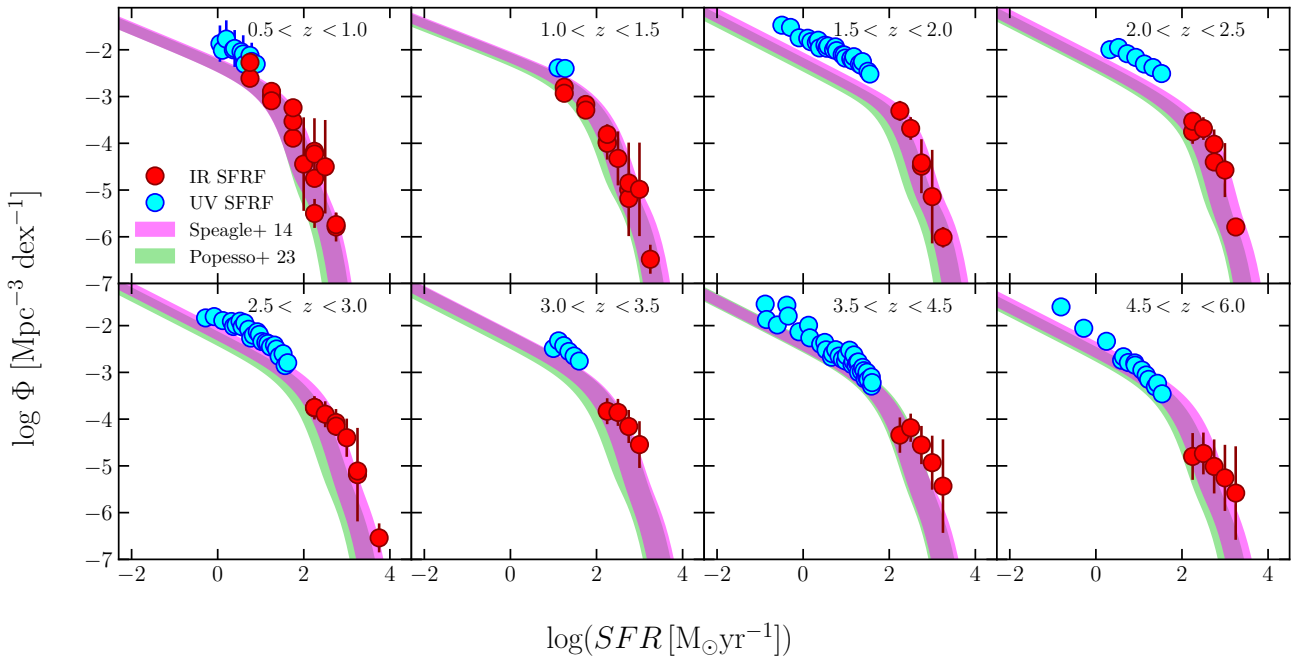 0.5 < z < 1.0
1.0 < z < 1.5
1.5 < z < 2.0
2.0 < z < 2.5
−2
−3
−4
−5
−6
−7
IR SFRF
UV SFRF
Speagle+ 14
Popesso+ 23
2.5 < z < 3.0
3.0 < z < 3.5
3.5 < z < 4.5
4.5 < z < 6.0
−2
−3
−4
−5
−6
−7
−2 0 2 4 −2 0 2 4 −2 0 2 4 −2 0 2 4
log Φ [Mpc⁻³ dex⁻¹]
log(SFR [M⊙yr⁻¹])